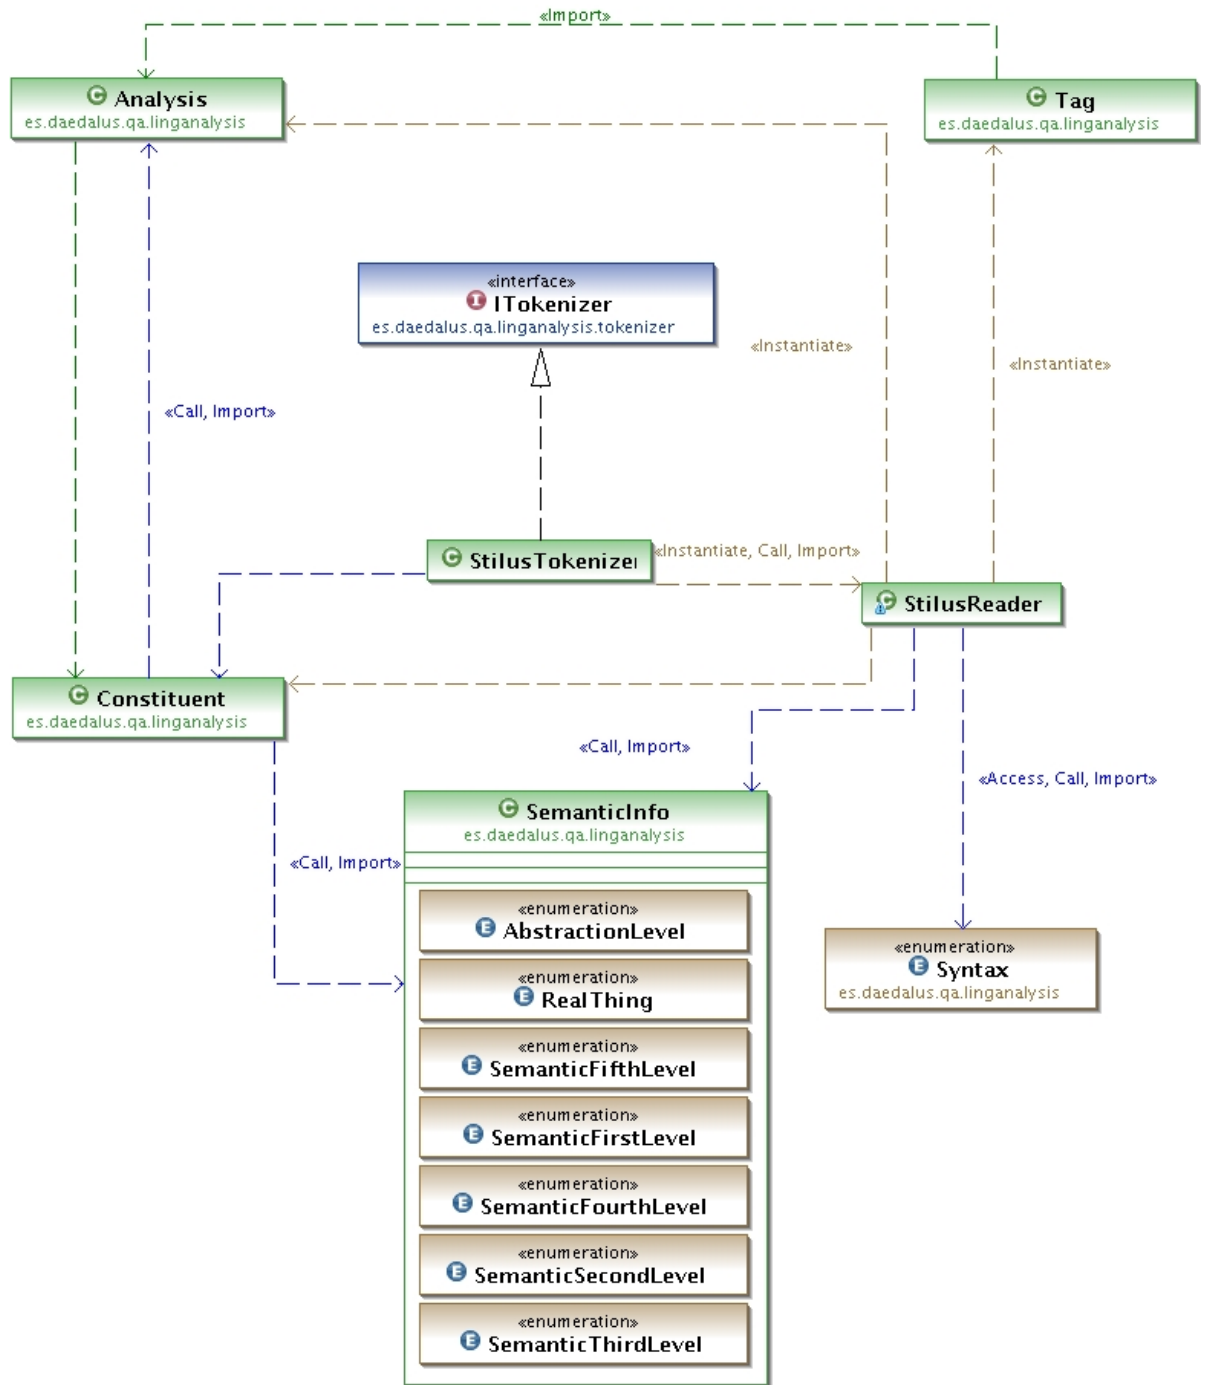 «Import»
Analysis
es.daedalus.qa.linganalysis
Tag
es.daedalus.qa.linganalysis
«interface»
ITokenizer
es.daedalus.qa.linganalysis.tokenizer
«Instantiate»
«Instantiate»
«Call, Import»
StilusTokenizer
«Instantiate, Call, Import»
StilusReader
Constituent
es.daedalus.qa.linganalysis
«Call, Import»
«Access, Call, Import»
SemanticInfo
es.daedalus.qa.linganalysis
«Call, Import»
«enumeration»
AbstractionLevel
«enumeration»
Syntax
es.daedalus.qa.linganalysis
«enumeration»
RealThing
«enumeration»
SemanticFifthLevel
«enumeration»
SemanticFirstLevel
«enumeration»
SemanticFourthLevel
«enumeration»
SemanticSecondLevel
«enumeration»
SemanticThirdLevel